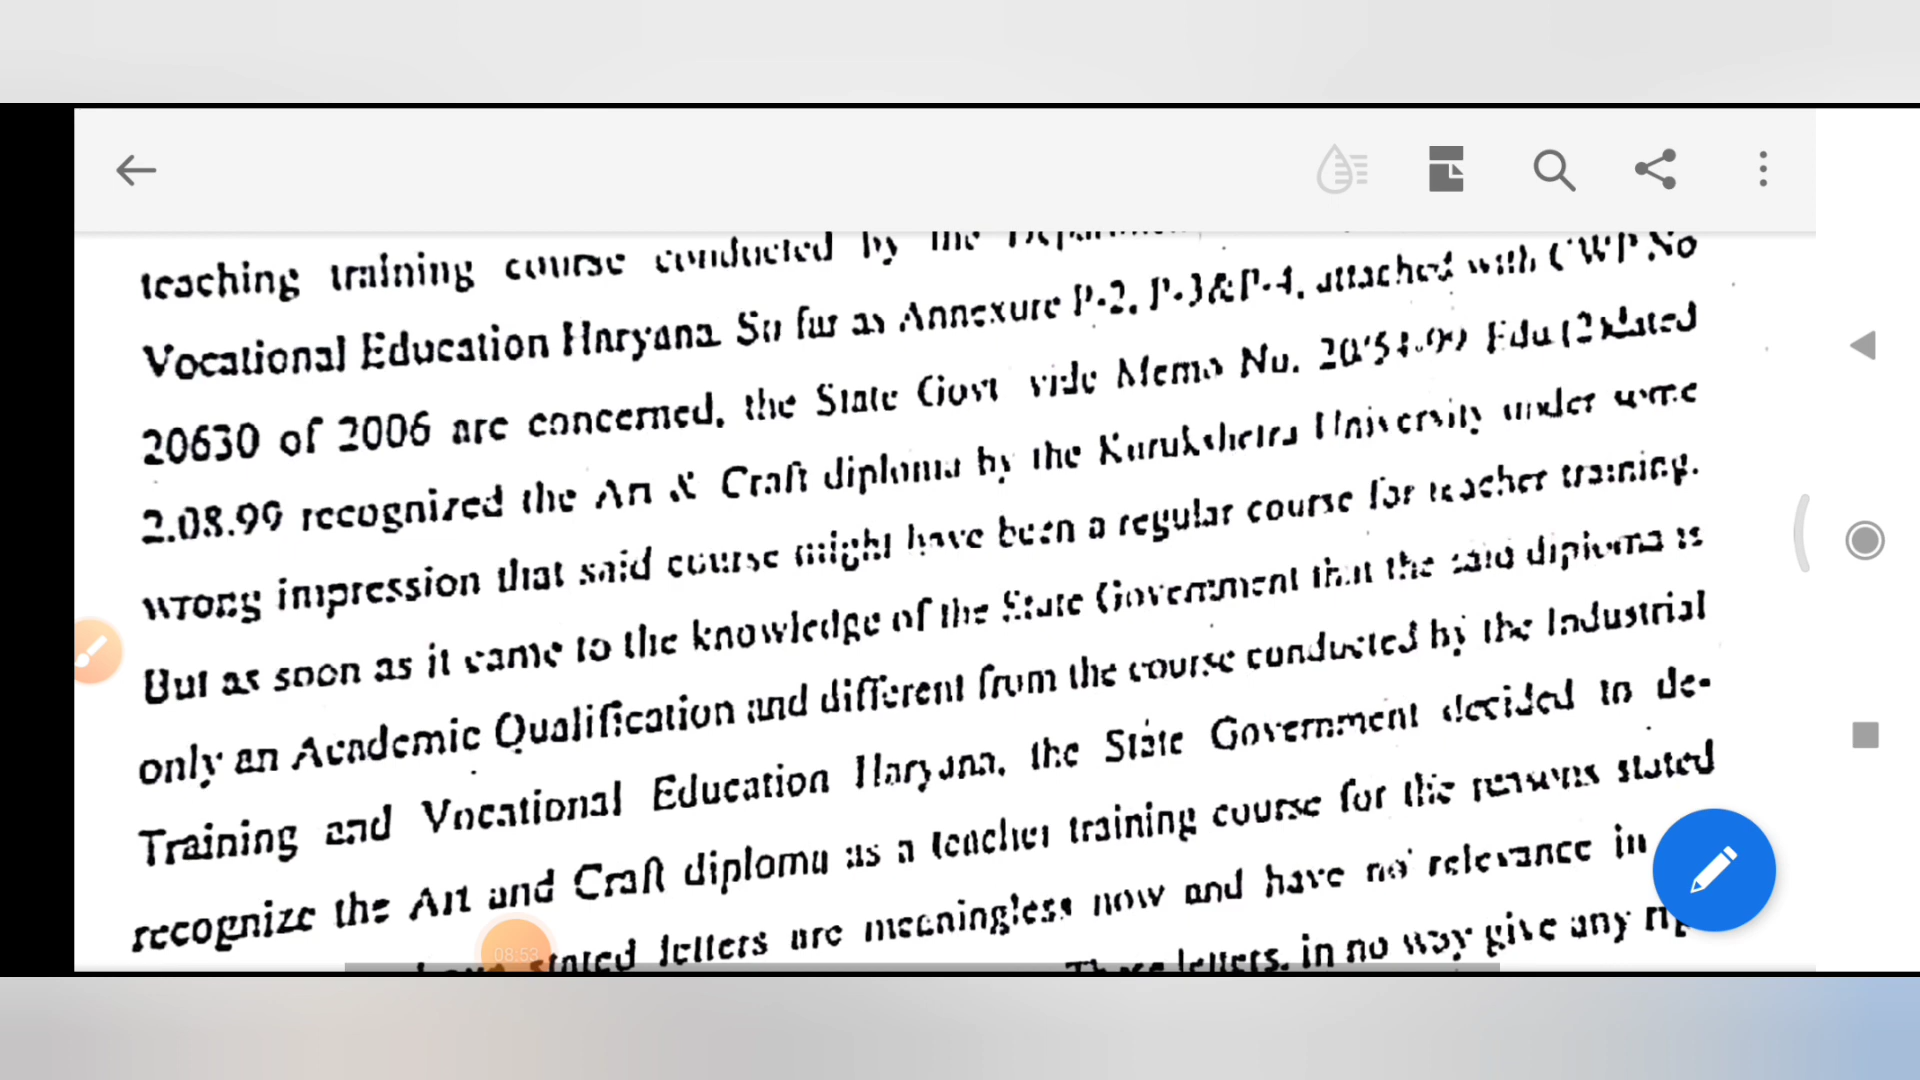 teaching training course conducted by the
Vocational Education Haryana. So far as Annexure P-2, P-3&P-4, attached with CWP No
20630 of 2006 are concerned, the State Govt vide Memo No. Edu (2) dated
2.08.99 recognized the Art & Craft diploma by the Kurukshetra University under some
wrong impression that said course might have been a regular course for teacher training.
But as soon as it came to the knowledge of the State Government that the said diploma is
only an Academic Qualification and different from the course conducted by the Industrial
Training and Vocational Education Haryana, the State Government decided to de-
recognize the Art and Craft diploma as a teacher training course for the reasons stated
stated letters are meaningless now and have no relevance in
These letters, in no way give any
08:53